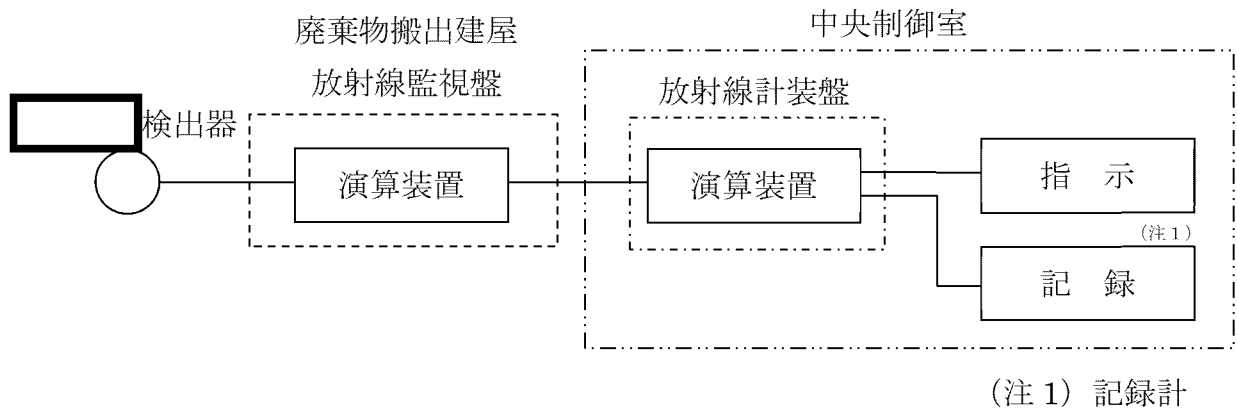 廃棄物搬出建屋
放射線監視盤
中央制御室
放射線計装盤
検出器
演算装置
演算装置
指 示
(注1)
記 録
(注1) 記録計